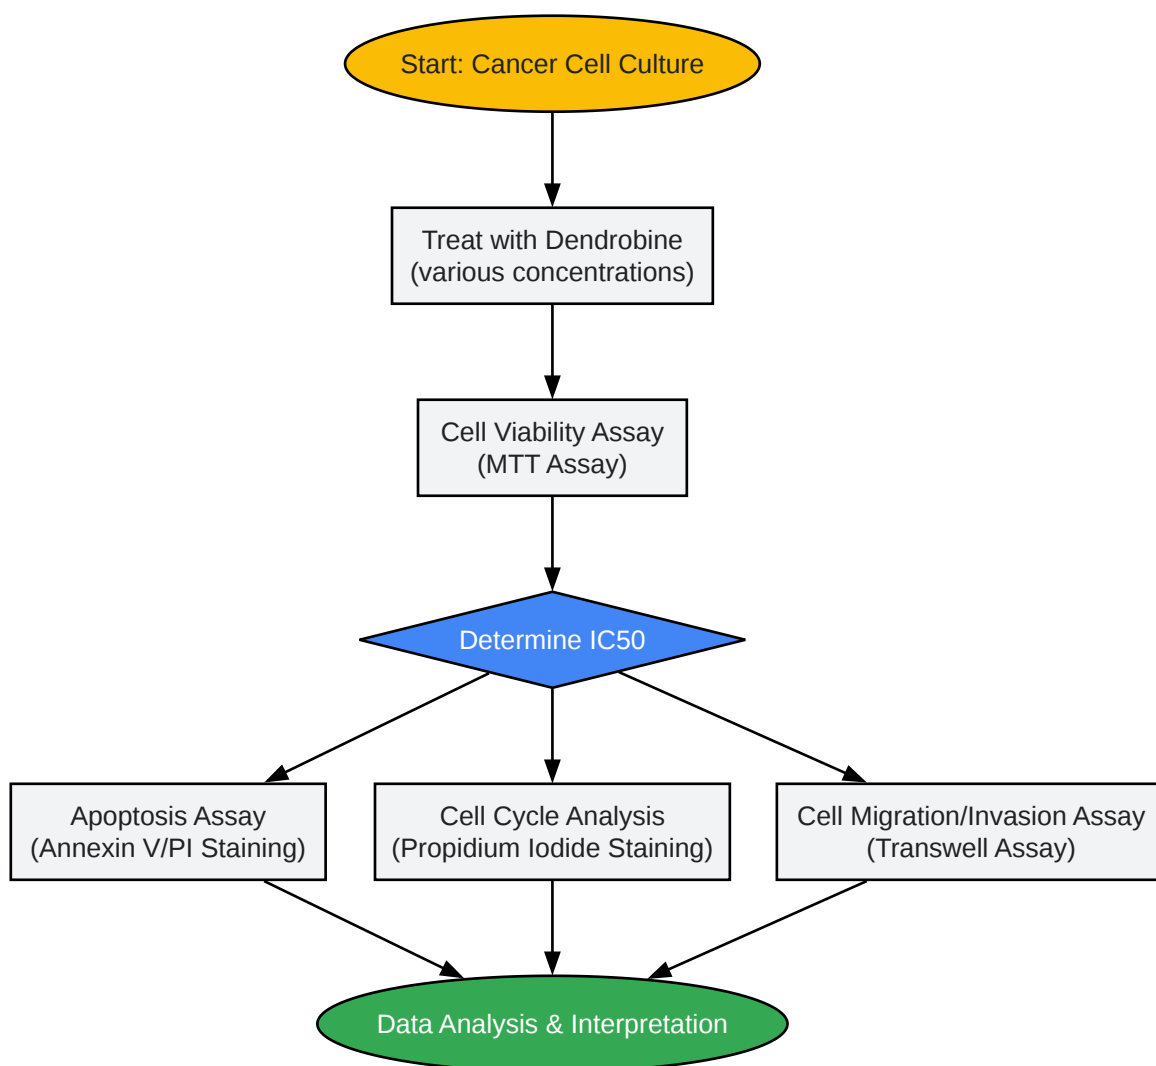 Start: Cancer Cell Culture
Treat with Dendrobine
(various concentrations)
Cell Viability Assay
(MTT Assay)
Determine IC50
Apoptosis Assay
(Annexin V/PI Staining)
Cell Cycle Analysis
(Propidium Iodide Staining)
Cell Migration/Invasion Assay
(Transwell Assay)
Data Analysis & Interpretation